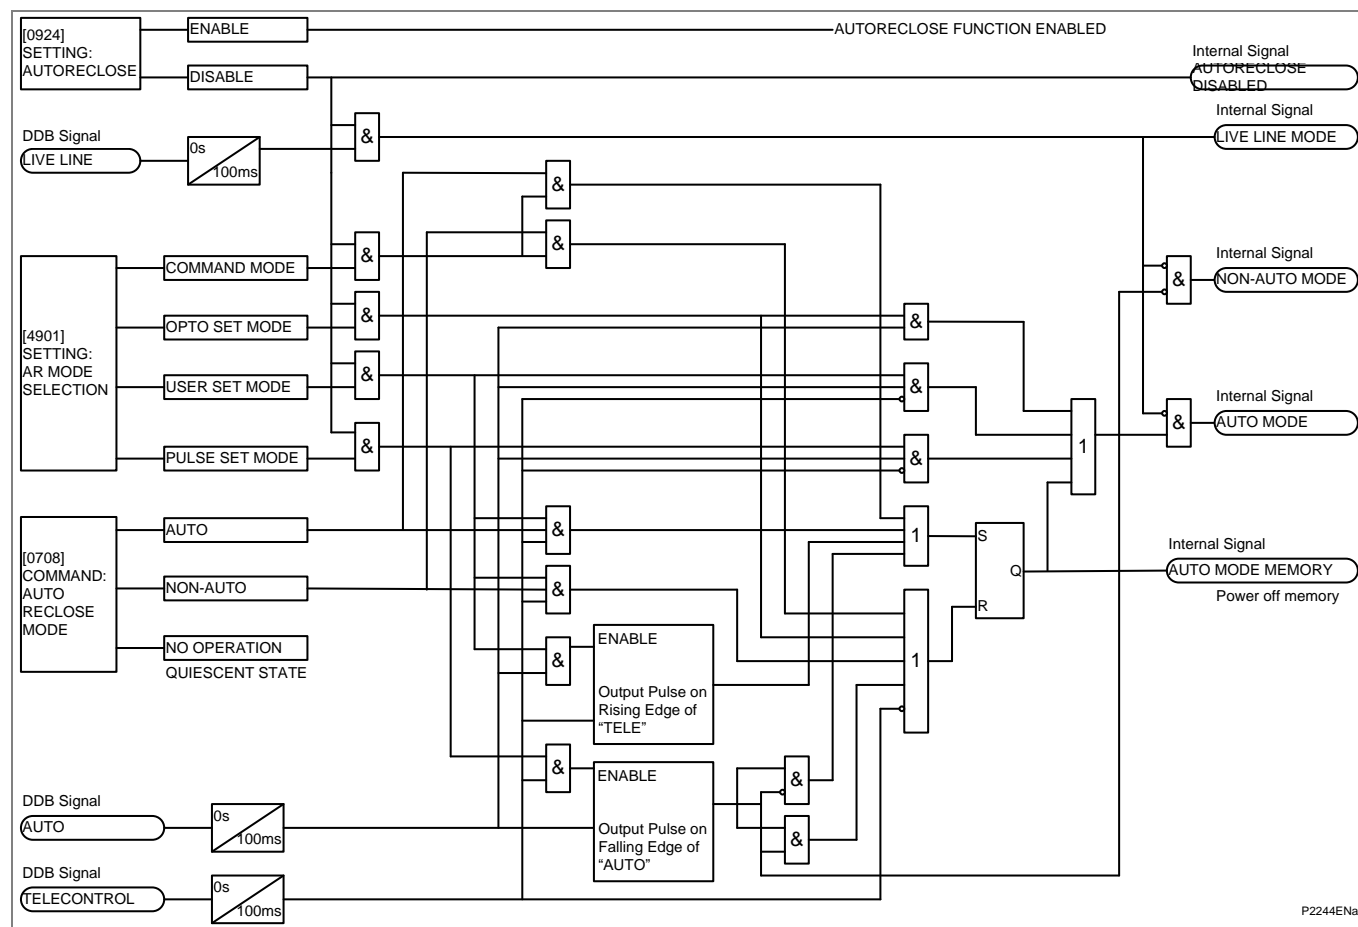 [0924]
SETTING:
AUTORECLOSE
ENABLE
DISABLE
AUTORECLOSE FUNCTION ENABLED
Internal Signal
AUTORECLOSE
DISABLED
DDB Signal
LIVE LINE
0s
100ms
&
Internal Signal
LIVE LINE MODE
&
&
[4901]
SETTING:
AR MODE
SELECTION
COMMAND MODE
OPTO SET MODE
USER SET MODE
PULSE SET MODE
&
&
&
&
&
&
&
1
&
Internal Signal
NON-AUTO MODE
&
Internal Signal
AUTO MODE
[0708]
COMMAND:
AUTO
RECLOSE
MODE
AUTO
NON-AUTO
NO OPERATION
QUIESCENT STATE
&
&
&
&
1
1
S
Q
R
Internal Signal
AUTO MODE MEMORY
Power off memory
ENABLE
Output Pulse on
Rising Edge of
“TELE”
ENABLE
Output Pulse on
Falling Edge of
“AUTO”
&
&
DDB Signal
AUTO
0s
100ms
DDB Signal
TELECONTROL
0s
100ms
P2244ENa